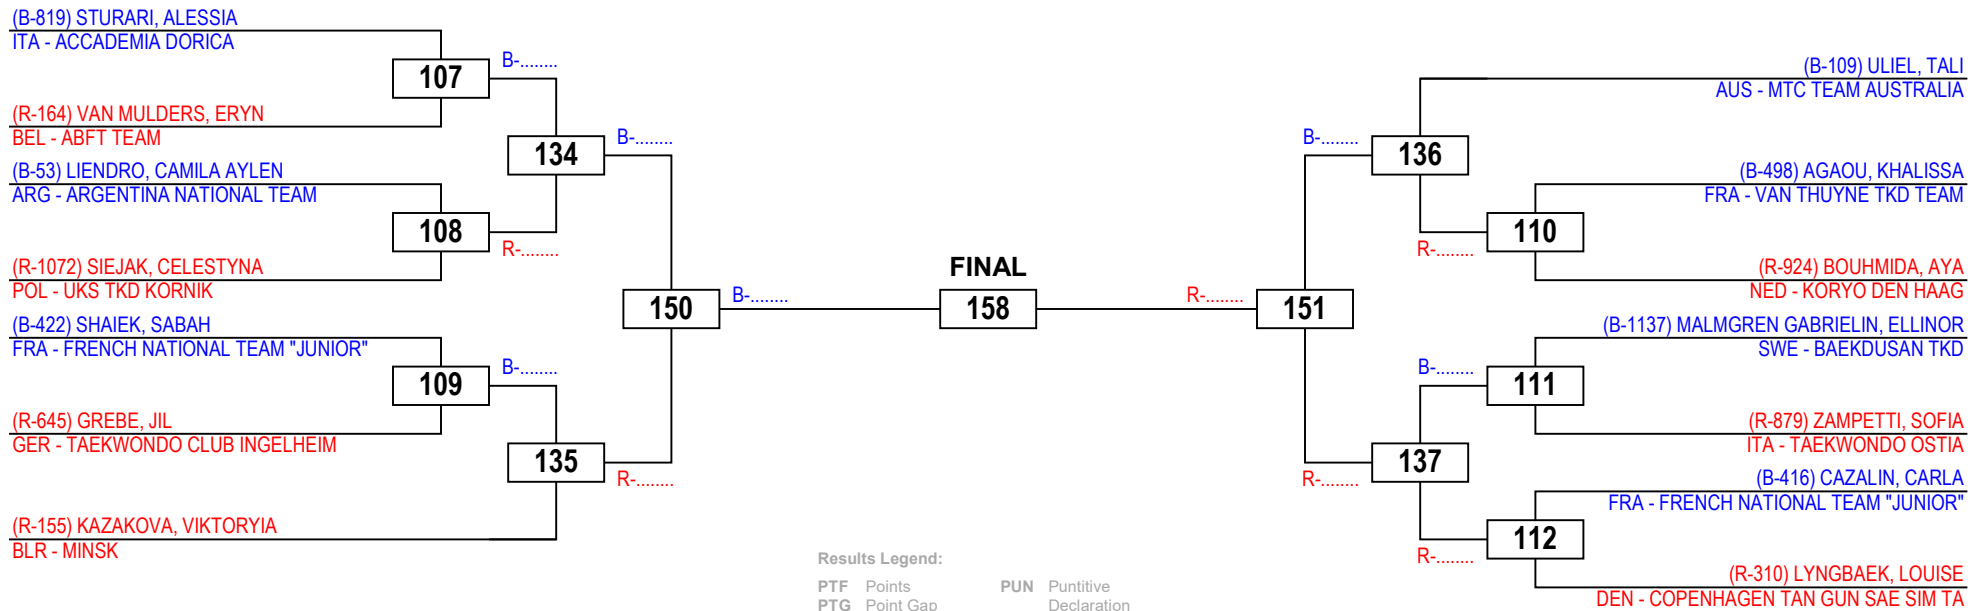 (B-819) STURARI, ALESSIA
ITA - ACCADEMIA DORICA
107
B-........
(R-164) VAN MULDERS, ERYN
BEL - ABFT TEAM
134
B-........
(B-53) LIENDRO, CAMILA AYLEN
ARG - ARGENTINA NATIONAL TEAM
108
R-........
(R-1072) SIEJAK, CELESTYNA
POL - UKS TKD KORNIK
150
B-........
(B-422) SHAIEK, SABAH
FRA - FRENCH NATIONAL TEAM "JUNIOR"
109
B-........
(R-645) GREBE, JIL
GER - TAEKWONDO CLUB INGELHEIM
135
R-........
(R-155) KAZAKOVA, VIKTORYIA
BLR - MINSK
FINAL
158
(B-109) ULIEL, TALI
AUS - MTC TEAM AUSTRALIA
B-........
136
(B-498) AGAOU, KHALISSA
FRA - VAN THUYNE TKD TEAM
R-........
110
(R-924) BOUHMIDA, AYA
NED - KORYO DEN HAAG
R-........
151
(B-1137) MALMGREN GABRIELIN, ELLINOR
SWE - BAEKDUSAN TKD
B-........
111
(R-879) ZAMPETTI, SOFIA
ITA - TAEKWONDO OSTIA
R-........
137
(B-416) CAZALIN, CARLA
FRA - FRENCH NATIONAL TEAM "JUNIOR"
R-........
112
(R-310) LYNGBAEK, LOUISE
DEN - COPENHAGEN TAN GUN SAE SIM TA
Results Legend:
PTF Points PUN Puntitive
PTG Point Gap Declaration